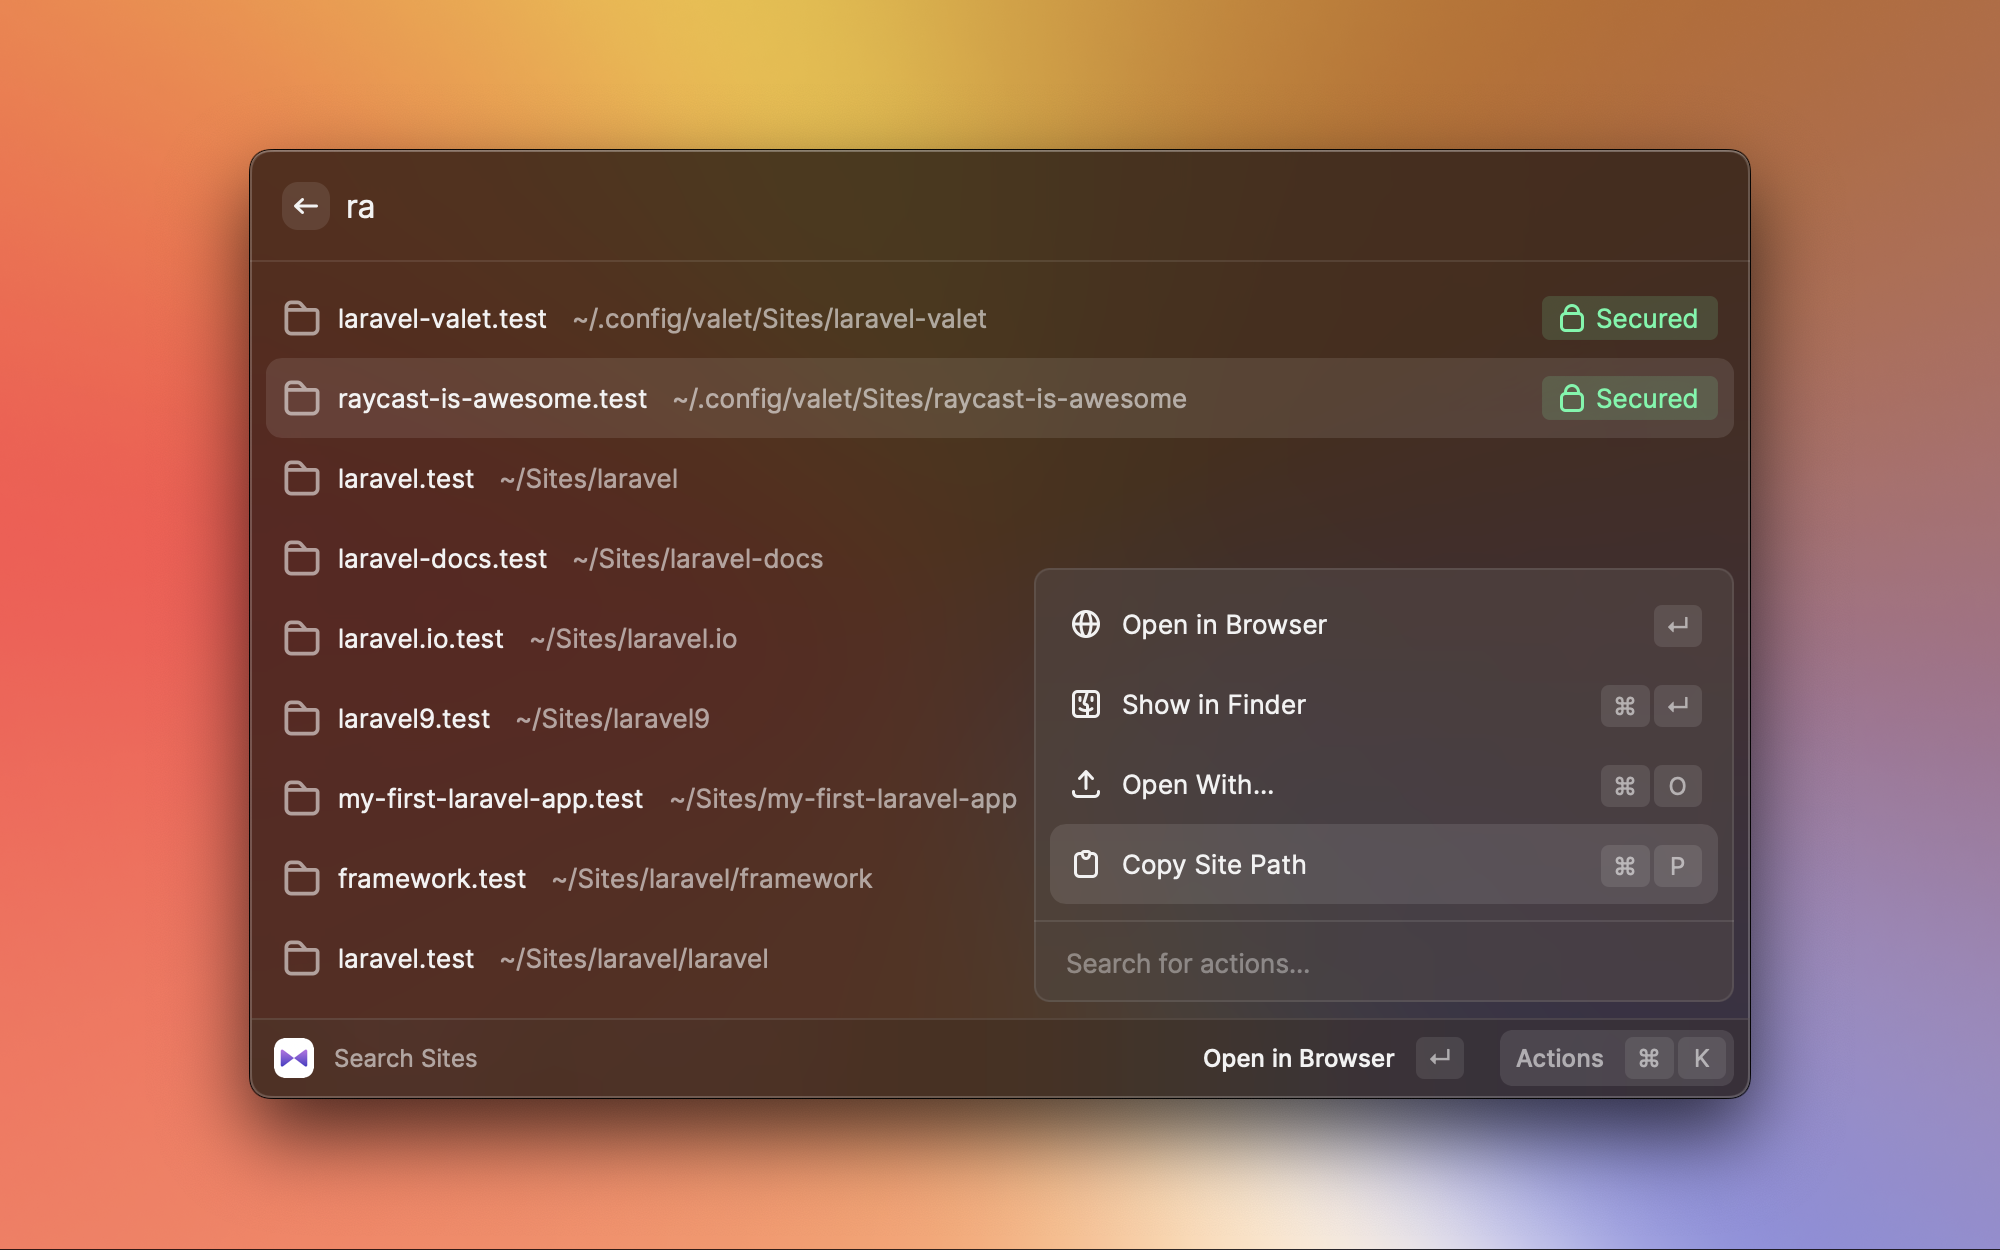 ra
laravel-valet.test ~/.config/valet/Sites/laravel-valet Secured
raycast-is-awesome.test ~/.config/valet/Sites/raycast-is-awesome Secured
laravel.test ~/Sites/laravel
laravel-docs.test ~/Sites/laravel-docs
laravel.io.test ~/Sites/laravel.io
laravel9.test ~/Sites/laravel9
my-first-laravel-app.test ~/Sites/my-first-laravel-app
framework.test ~/Sites/laravel/framework
laravel.test ~/Sites/laravel/laravel
Open in Browser ↵
Show in Finder ⌘ ↵
Open With... ⌘ O
Copy Site Path ⌘ P
Search for actions...
Search Sites Open in Browser ↵ Actions ⌘ K